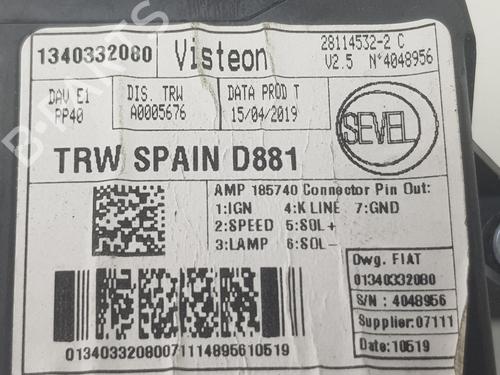 1340332080 Visteon 28114532-2 C
V2.5 N°4048956
DAV E1 DIS. TRW DATA PROD T
PP40 A0005676 15/04/2019
SEVEL
TRW SPAIN D881
AMP 185740 Connector Pin Out:
1:IGN 4:K LINE 7:GND
2:SPEED 5:SOL+
3:LAMP 6:SOL-
Dwg. FIAT
01340332080
S/N : 4048956
Supplier:07111
Date :10519
01340332080071114895610519